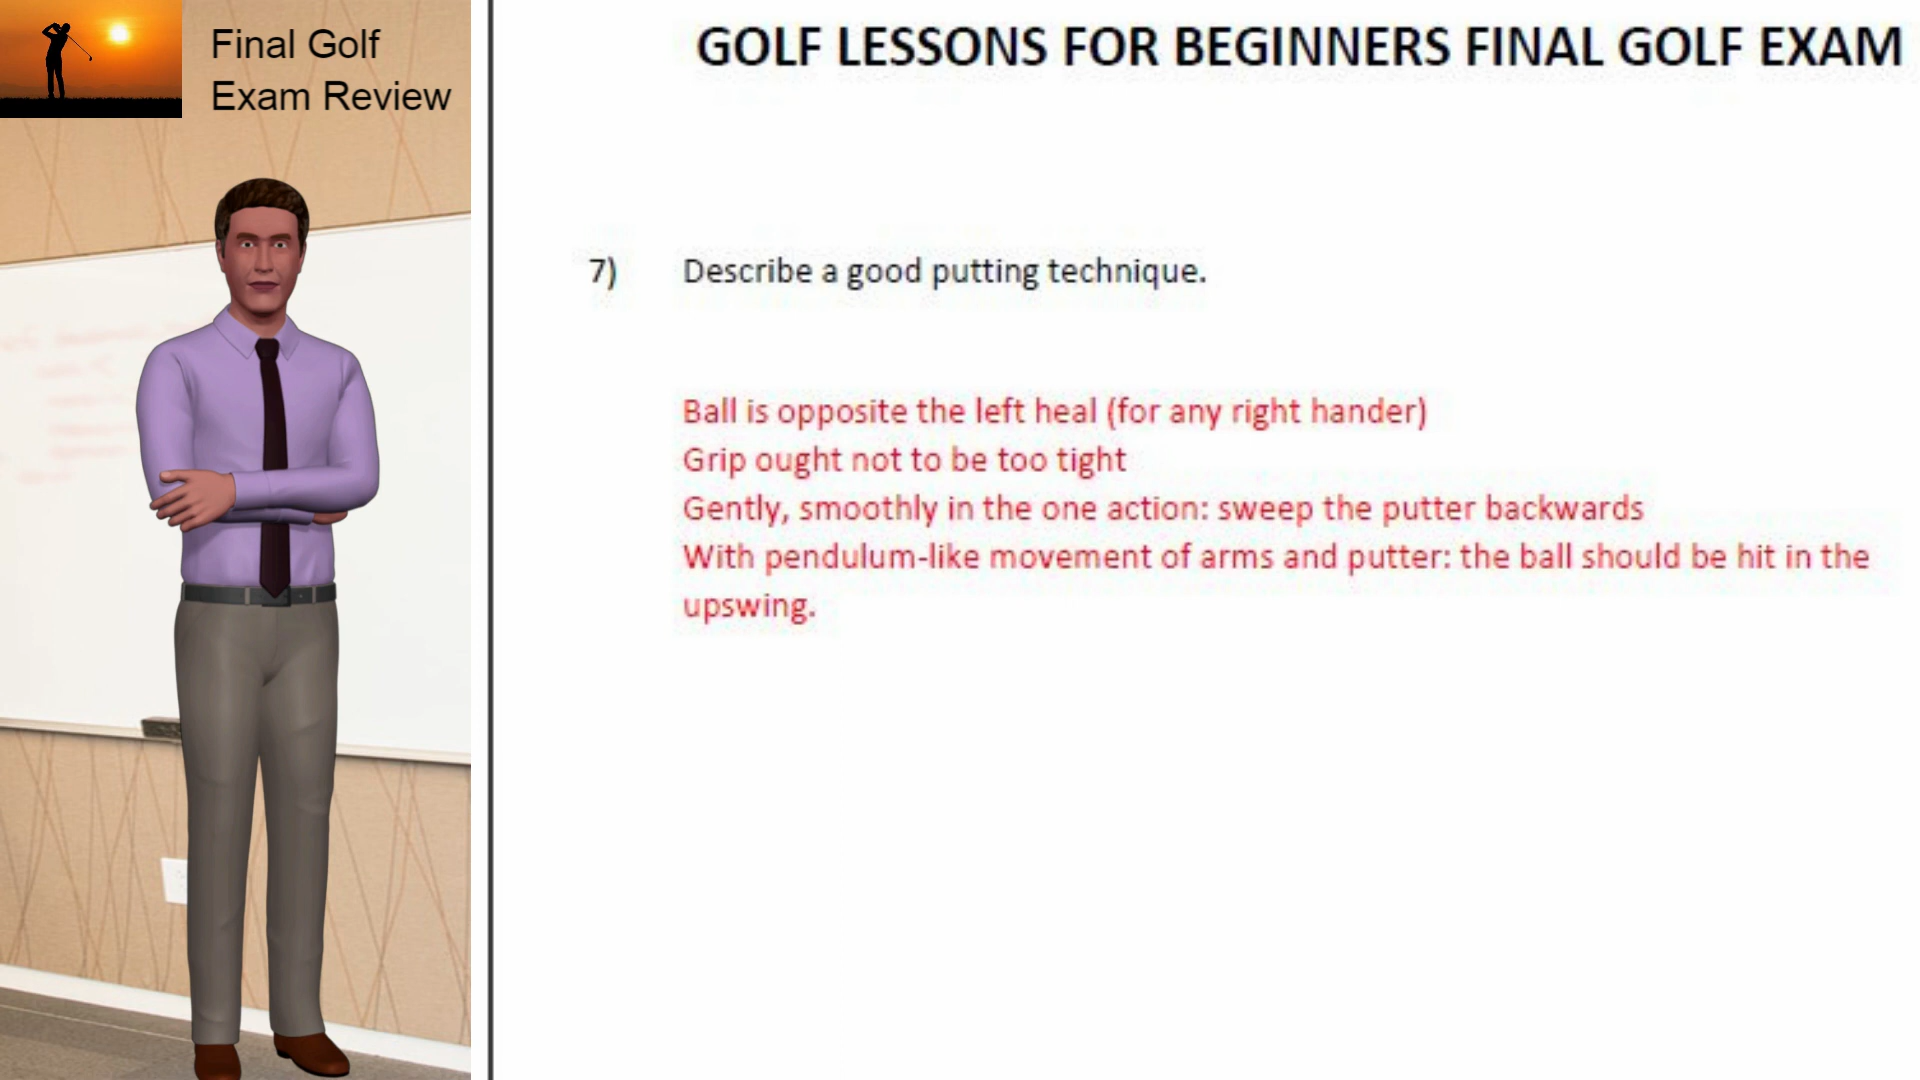 Final Golf
Exam Review
GOLF LESSONS FOR BEGINNERS FINAL GOLF EXAM
7) Describe a good putting technique.
Ball is opposite the left heal (for any right hander)
Grip ought not to be too tight
Gently, smoothly in the one action: sweep the putter backwards
With pendulum-like movement of arms and putter: the ball should be hit in the
upswing.